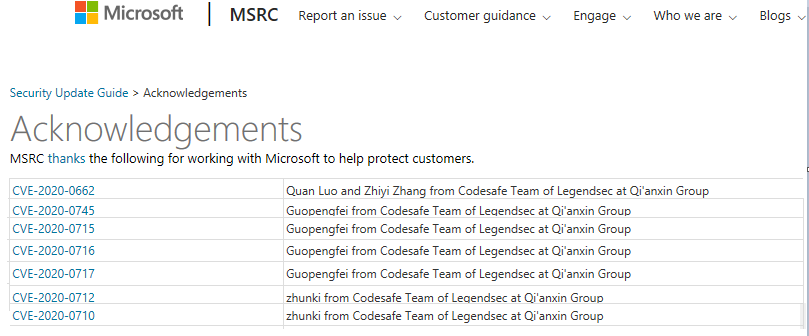 Microsoft | MSRC Report an issue Customer guidance Engage Who we are Blogs
Security Update Guide > Acknowledgements
Acknowledgements
MSRC thanks the following for working with Microsoft to help protect customers.
CVE-2020-0662 Quan Luo and Zhiyi Zhang from Codesafe Team of Legendsec at Qi'anxin Group
CVE-2020-0745 Guopengfei from Codesafe Team of Legendsec at Qi'anxin Group
CVE-2020-0715 Guopengfei from Codesafe Team of Legendsec at Qi'anxin Group
CVE-2020-0716 Guopengfei from Codesafe Team of Legendsec at Qi'anxin Group
CVE-2020-0717 Guopengfei from Codesafe Team of Legendsec at Qi'anxin Group
CVE-2020-0712 zhunki from Codesafe Team of Legendsec at Qi'anxin Group
CVE-2020-0710 zhunki from Codesafe Team of Legendsec at Qi'anxin Group